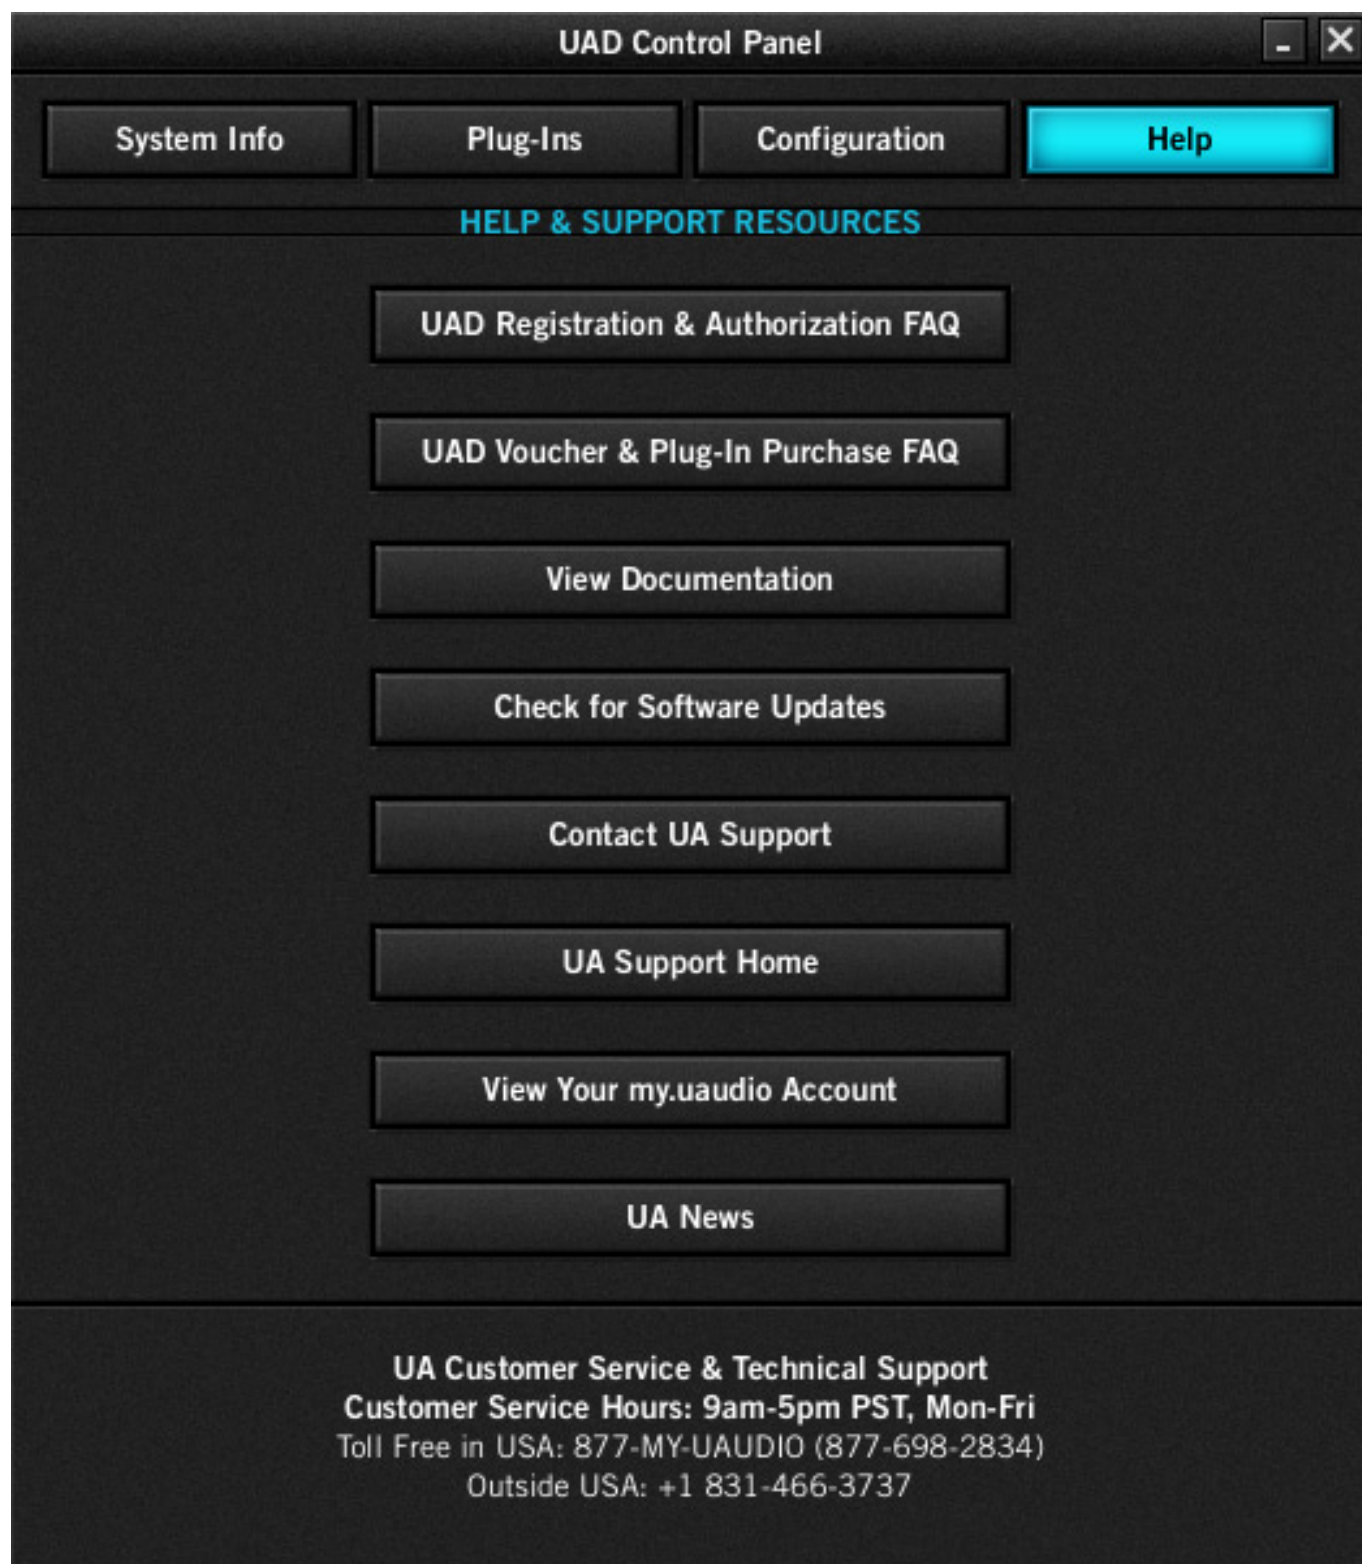 UAD Control Panel
System Info
Plug-Ins
Configuration
Help
HELP & SUPPORT RESOURCES
UAD Registration & Authorization FAQ
UAD Voucher & Plug-In Purchase FAQ
View Documentation
Check for Software Updates
Contact UA Support
UA Support Home
View Your my.uaudio Account
UA News
UA Customer Service & Technical Support
Customer Service Hours: 9am-5pm PST, Mon-Fri
Toll Free in USA: 877-MY-UAUDIO (877-698-2834)
Outside USA: +1 831-466-3737